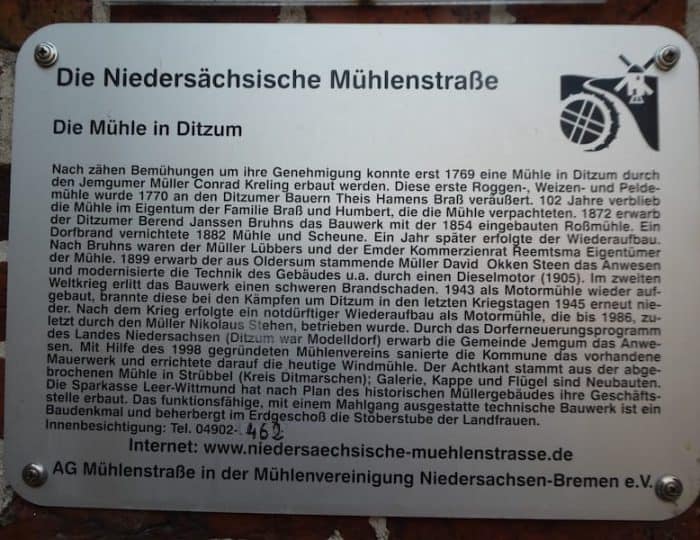 Die Niedersächsische Mühlenstraße
Die Mühle in Ditzum
Nach zähen Bemühungen um ihre Genehmigung konnte erst 1769 eine Mühle in Ditzum durch
den Jemgumer Müller Conrad Kreling erbaut werden. Diese erste Roggen-, Weizen- und Pelde-
mühle wurde 1770 an den Ditzumer Bauern Theis Hamens Braß veräußert. 102 Jahre verblieb
die Mühle im Eigentum der Familie Braß und Humbert, die die Mühle verpachteten. 1872 erwarb
der Ditzumer Berend Janssen Bruhns das Bauwerk mit der 1854 eingebauten Roßmühle. Ein
Dorfbrand vernichtete 1882 Mühle und Scheune. Ein Jahr später erfolgte der Wiederaufbau.
Nach Bruhns waren der Müller Lübbers und der Emder Kommerzienrat Reemtsma Eigentümer
der Mühle. 1899 erwarb der aus Oldersum stammende Müller David Okken Steen das Anwesen
und modernisierte die Technik des Gebäudes u.a. durch einen Dieselmotor (1905). Im zweiten
Weltkrieg erlitt das Bauwerk einen schweren Brandschaden. 1943 als Motormühle wieder auf-
gebaut, brannte diese bei den Kämpfen um Ditzum in den letzten Kriegstagen 1945 erneut nie-
der. Nach dem Krieg erfolgte ein notdürftiger Wiederaufbau als Motormühle, die bis 1986, zu-
letzt durch den Müller Nikolaus Stehen, betrieben wurde. Durch das Dorferneuerungsprogramm
des Landes Niedersachsen (Ditzum war Modelldorf) erwarb die Gemeinde Jemgum das Anwe-
sen. Mit Hilfe des 1998 gegründeten Mühlenvereins sanierte die Kommune das vorhandene
Mauerwerk und errichtete darauf die heutige Windmühle. Der Achtkant stammt aus der abge-
brochenen Mühle in Strübbel (Kreis Ditmarschen); Galerie, Kappe und Flügel sind Neubauten.
Die Sparkasse Leer-Wittmund hat nach Plan des historischen Müllergebäudes ihre Geschäfts-
stelle erbaut. Das funktionsfähige, mit einem Mahlgang ausgestattete technische Bauwerk ist ein
Baudenkmal und beherbergt im Erdgeschoß die Stöberstube der Landfrauen.
Innenbesichtigung: Tel. 04902- 462
Internet: www.niedersaechsische-muehlenstrasse.de
AG Mühlenstraße in der Mühlenvereinigung Niedersachsen-Bremen e.V.